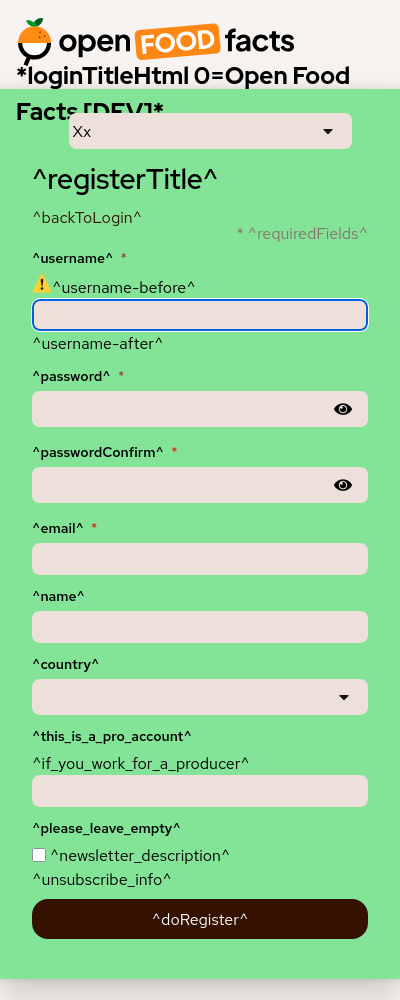 open FOOD facts
*loginTitleHtml 0=Open Food
Facts [DEV]*
Xx
^registerTitle^
^backToLogin^
* ^requiredFields^
^username^ *
^username-before^
^username-after^
^password^ *
^passwordConfirm^ *
^email^ *
^name^
^country^
^this_is_a_pro_account^
^if_you_work_for_a_producer^
^please_leave_empty^
^newsletter_description^
^unsubscribe_info^
^doRegister^